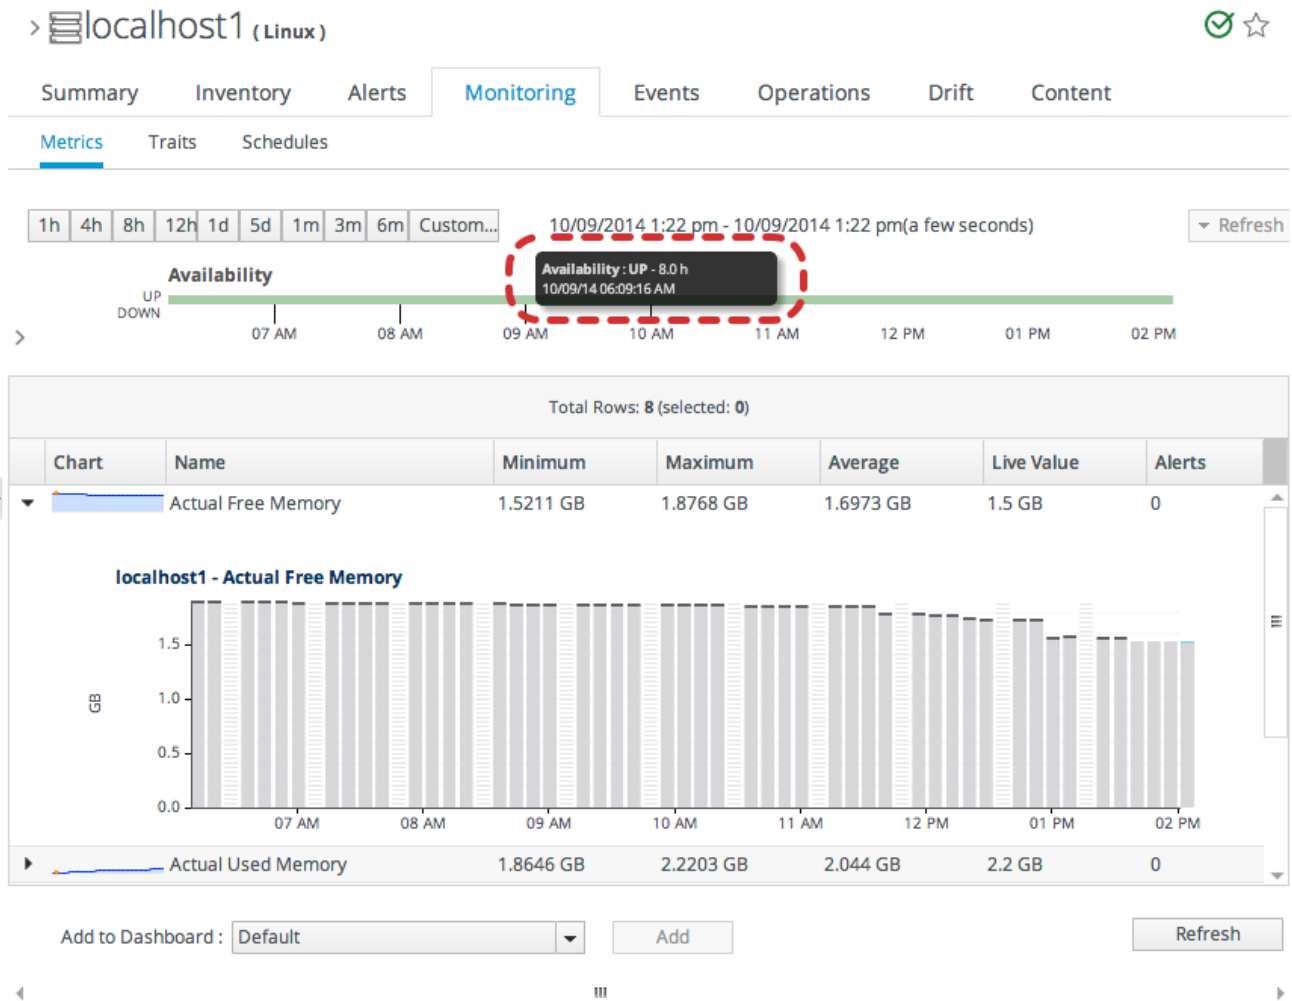 localhost1 ( Linux )
Summary Inventory Alerts Monitoring Events Operations Drift Content
Metrics Traits Schedules
1h 4h 8h 12h 1d 5d 1m 3m 6m Custom... 10/09/2014 1:22 pm - 10/09/2014 1:22 pm(a few seconds) Refresh
Availability
Availability : UP - 8.0 h
10/09/14 06:09:16 AM
UP
DOWN
07 AM 08 AM 09 AM 10 AM 11 AM 12 PM 01 PM 02 PM
Total Rows: 8 (selected: 0)
Chart Name Minimum Maximum Average Live Value Alerts
Actual Free Memory 1.5211 GB 1.8768 GB 1.6973 GB 1.5 GB 0
localhost1 - Actual Free Memory
1.5
1.0
GB
0.5
0.0
07 AM 08 AM 09 AM 10 AM 11 AM 12 PM 01 PM 02 PM
Actual Used Memory 1.8646 GB 2.2203 GB 2.044 GB 2.2 GB 0
Add to Dashboard : Default Add Refresh